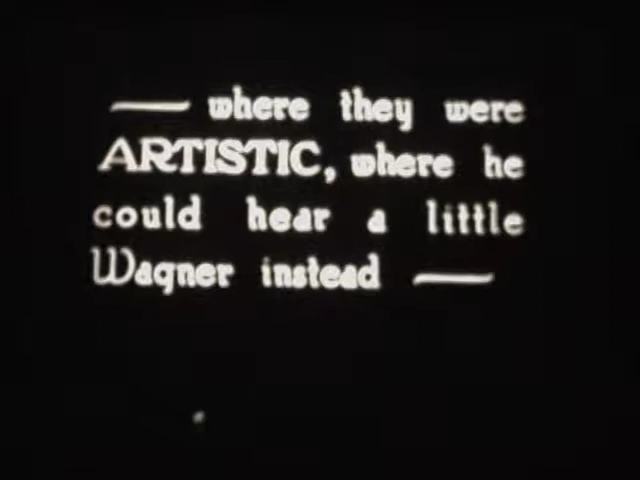 — where they were
ARTISTIC, where he
could hear a little
Wagner instead —